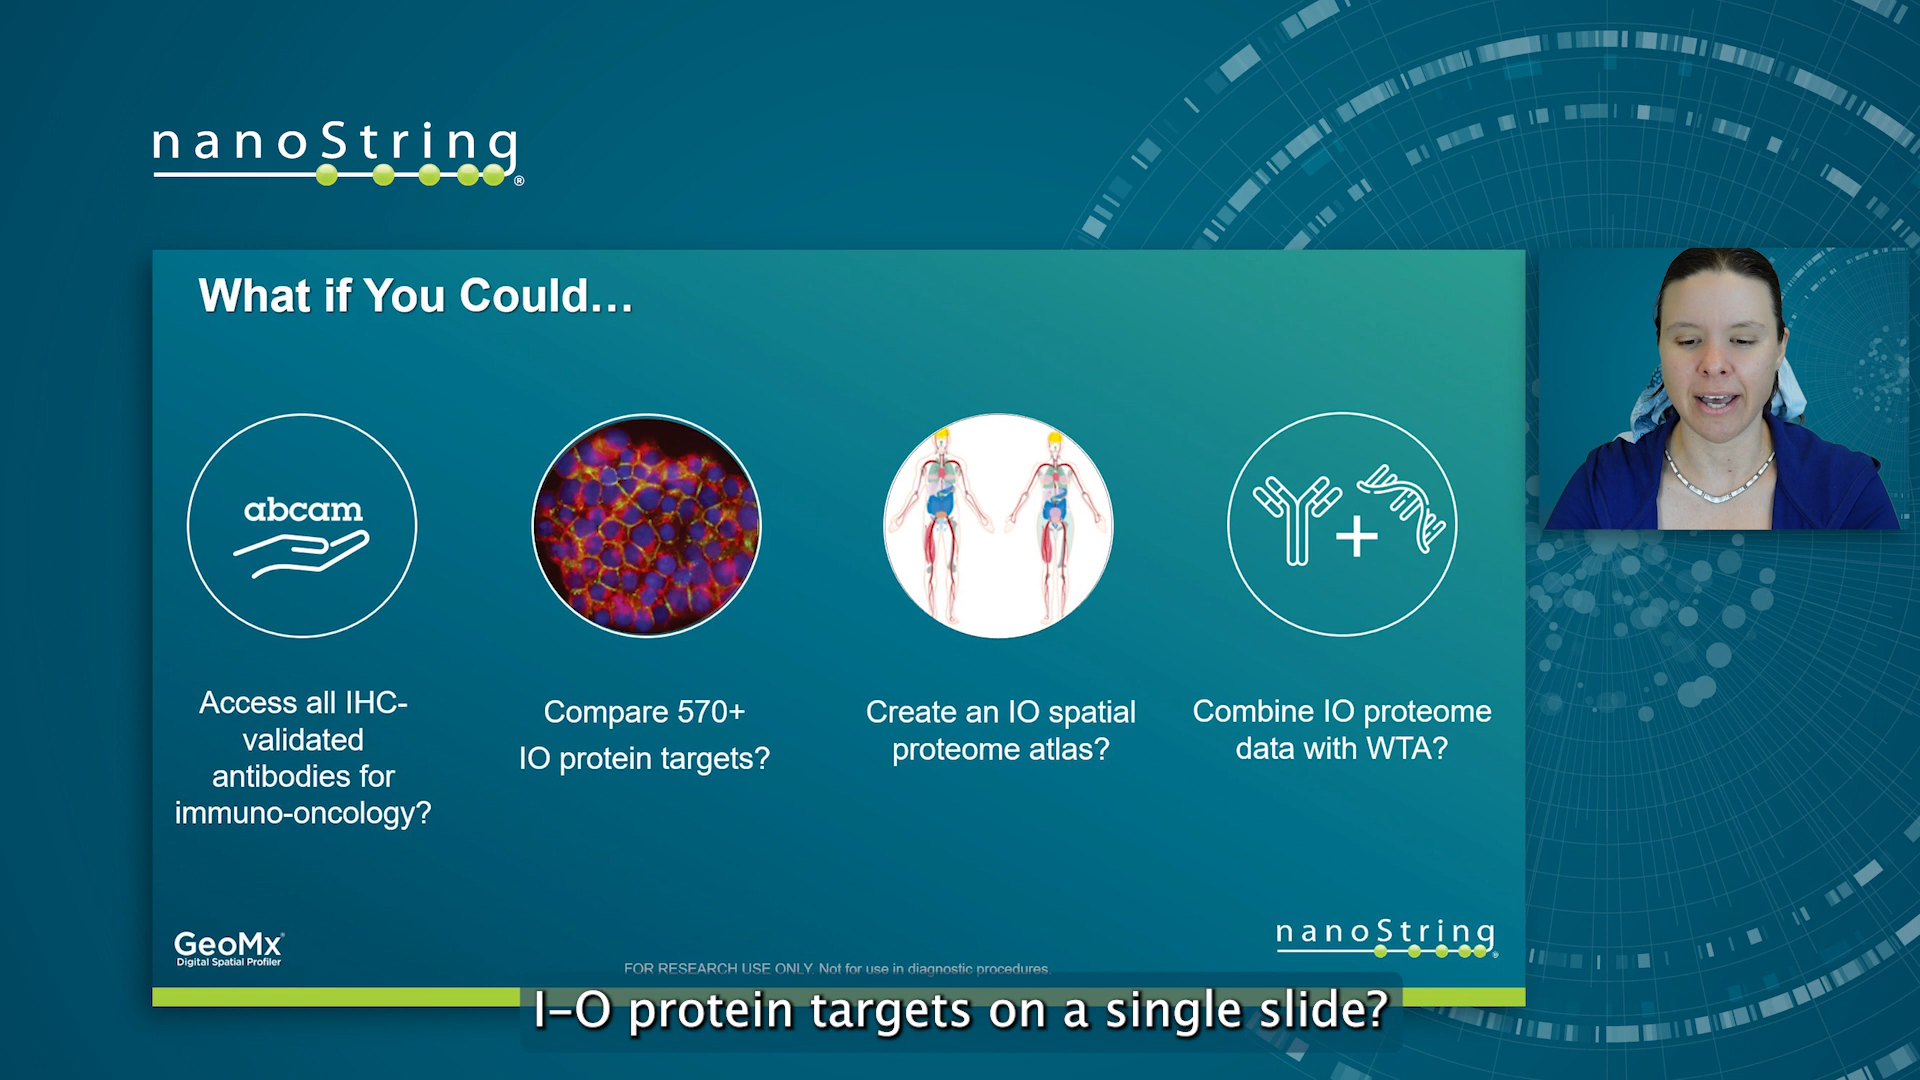 nanoString®
What if You Could...
abcam
Access all IHC-
validated
antibodies for
immuno-oncology?
Compare 570+
IO protein targets?
Create an IO spatial
proteome atlas?
Combine IO proteome
data with WTA?
GeoMx®
Digital Spatial Profiler
FOR RESEARCH USE ONLY. Not for use in diagnostic procedures.
nanoString®
I-O protein targets on a single slide?